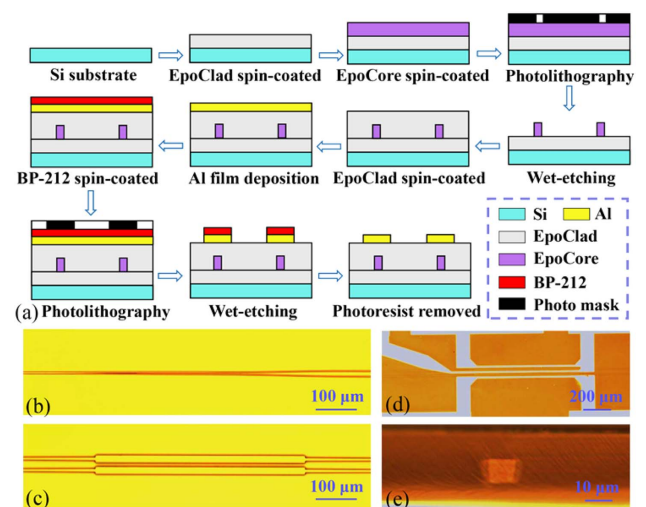 Si substrate
EpoClad spin-coated
EpoCore spin-coated
Photolithography
BP-212 spin-coated
Al film deposition
EpoClad spin-coated
Wet-etching
(a)
Photolithography
Wet-etching
Photoresist removed
Si
Al
EpoClad
EpoCore
BP-212
Photo mask
(b)
100 μm
(d)
200 μm
(c)
100 μm
(e)
10 μm